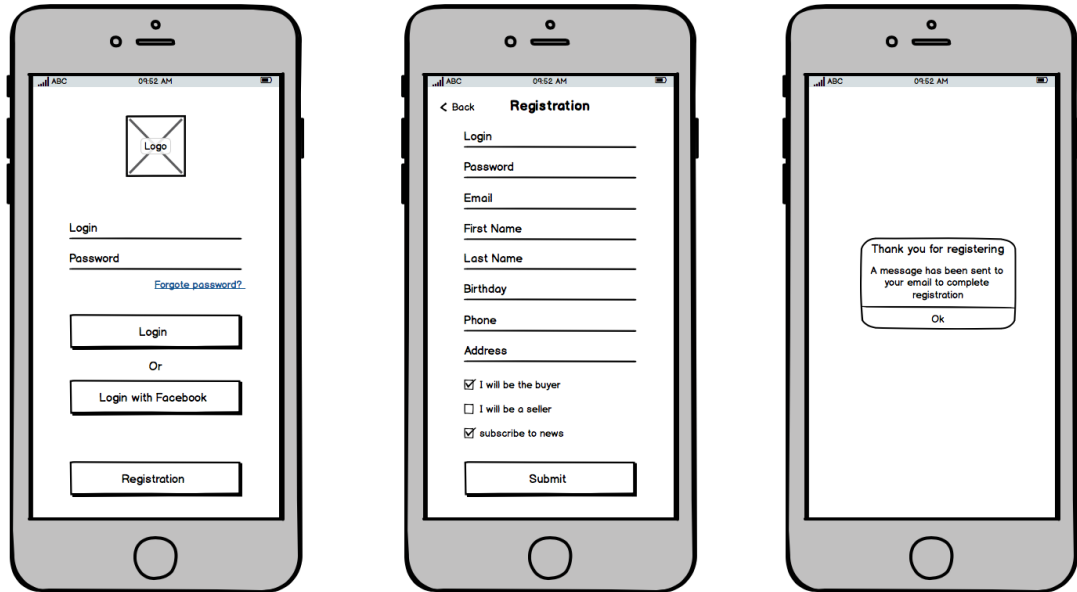 ABC 09:52 AM
Logo
Login
Password
Forgote password?
Login
Or
Login with Facebook
Registration
ABC 09:52 AM
< Back Registration
Login
Password
Email
First Name
Last Name
Birthday
Phone
Address
I will be the buyer
I will be a seller
subscribe to news
Submit
ABC 09:52 AM
Thank you for registering
A message has been sent to
your email to complete
registration
Ok